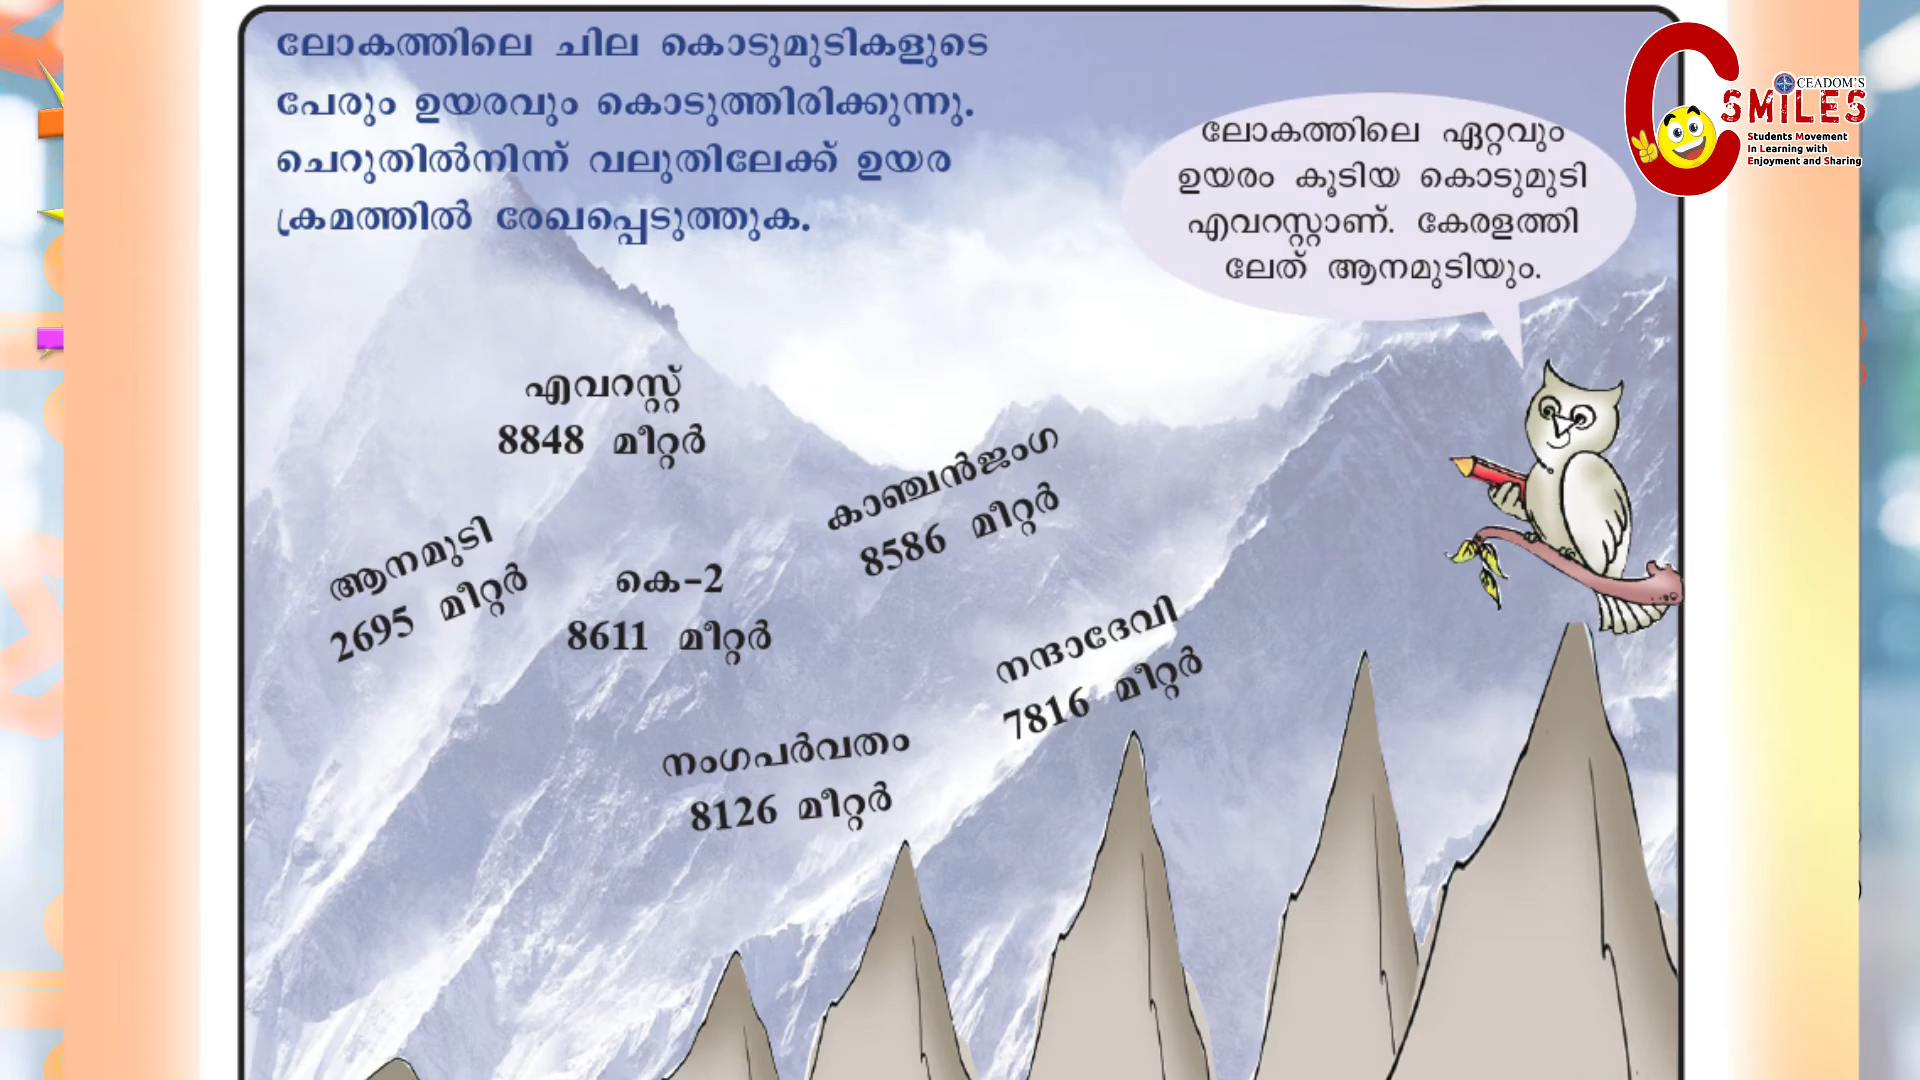 ലോകത്തിലെ ചില കൊടുമുടികളുടെ
പേരും ഉയരവും കൊടുത്തിരിക്കുന്നു.
ചെറുതിൽനിന്ന് വലുതിലേക്ക് ഉയര
ക്രമത്തിൽ രേഖപ്പെടുത്തുക.
ലോകത്തിലെ ഏറ്റവും
ഉയരം കൂടിയ കൊടുമുടി
എവറസ്റ്റാണ്. കേരളത്തി
ലേത് ആനമുടിയും.
CEADOM'S
C SMILES
Students Movement
In Learning with
Enjoyment and Sharing
എവറസ്റ്റ്
8848 മീറ്റർ
കാഞ്ചൻജംഗ
8586 മീറ്റർ
ആനമുടി
2695 മീറ്റർ
കെ-2
8611 മീറ്റർ
നന്ദാദേവി
7816 മീറ്റർ
നംഗപർവതം
8126 മീറ്റർ